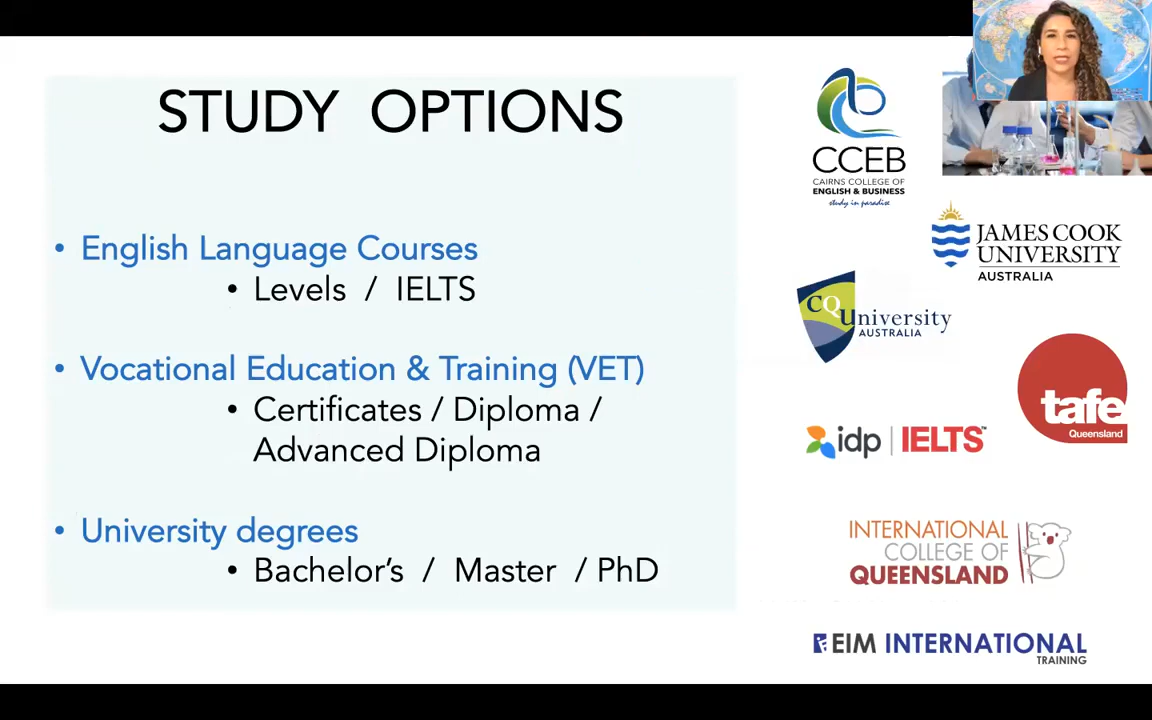 STUDY OPTIONS
• English Language Courses
• Levels / IELTS
• Vocational Education & Training (VET)
• Certificates / Diploma /
Advanced Diploma
• University degrees
• Bachelor's / Master / PhD
CCEB
CAIRNS COLLEGE OF
ENGLISH & BUSINESS
study in paradise
JAMES COOK
UNIVERSITY
AUSTRALIA
CQUniversity
AUSTRALIA
tafe
Queensland
idp | IELTS™
INTERNATIONAL
COLLEGE OF
QUEENSLAND
EIM INTERNATIONAL
TRAINING